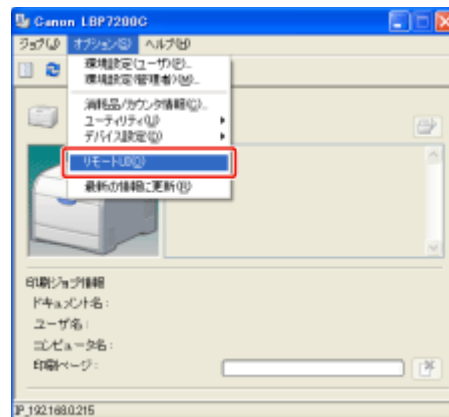 Canon LBP7200C
ジョブ(J) オプション(S) ヘルプ(H)
環境設定(ユーザ)(E)...
環境設定(管理者)(M)...
消耗品/カウンタ情報(C)...
ユーティリティ(U)
デバイス設定(D)
リモートUI(O)
最新の情報に更新(R)
印刷ジョブ情報
ドキュメント名:
ユーザ名:
コンピュータ名:
印刷ページ:
IP_192.168.0.215